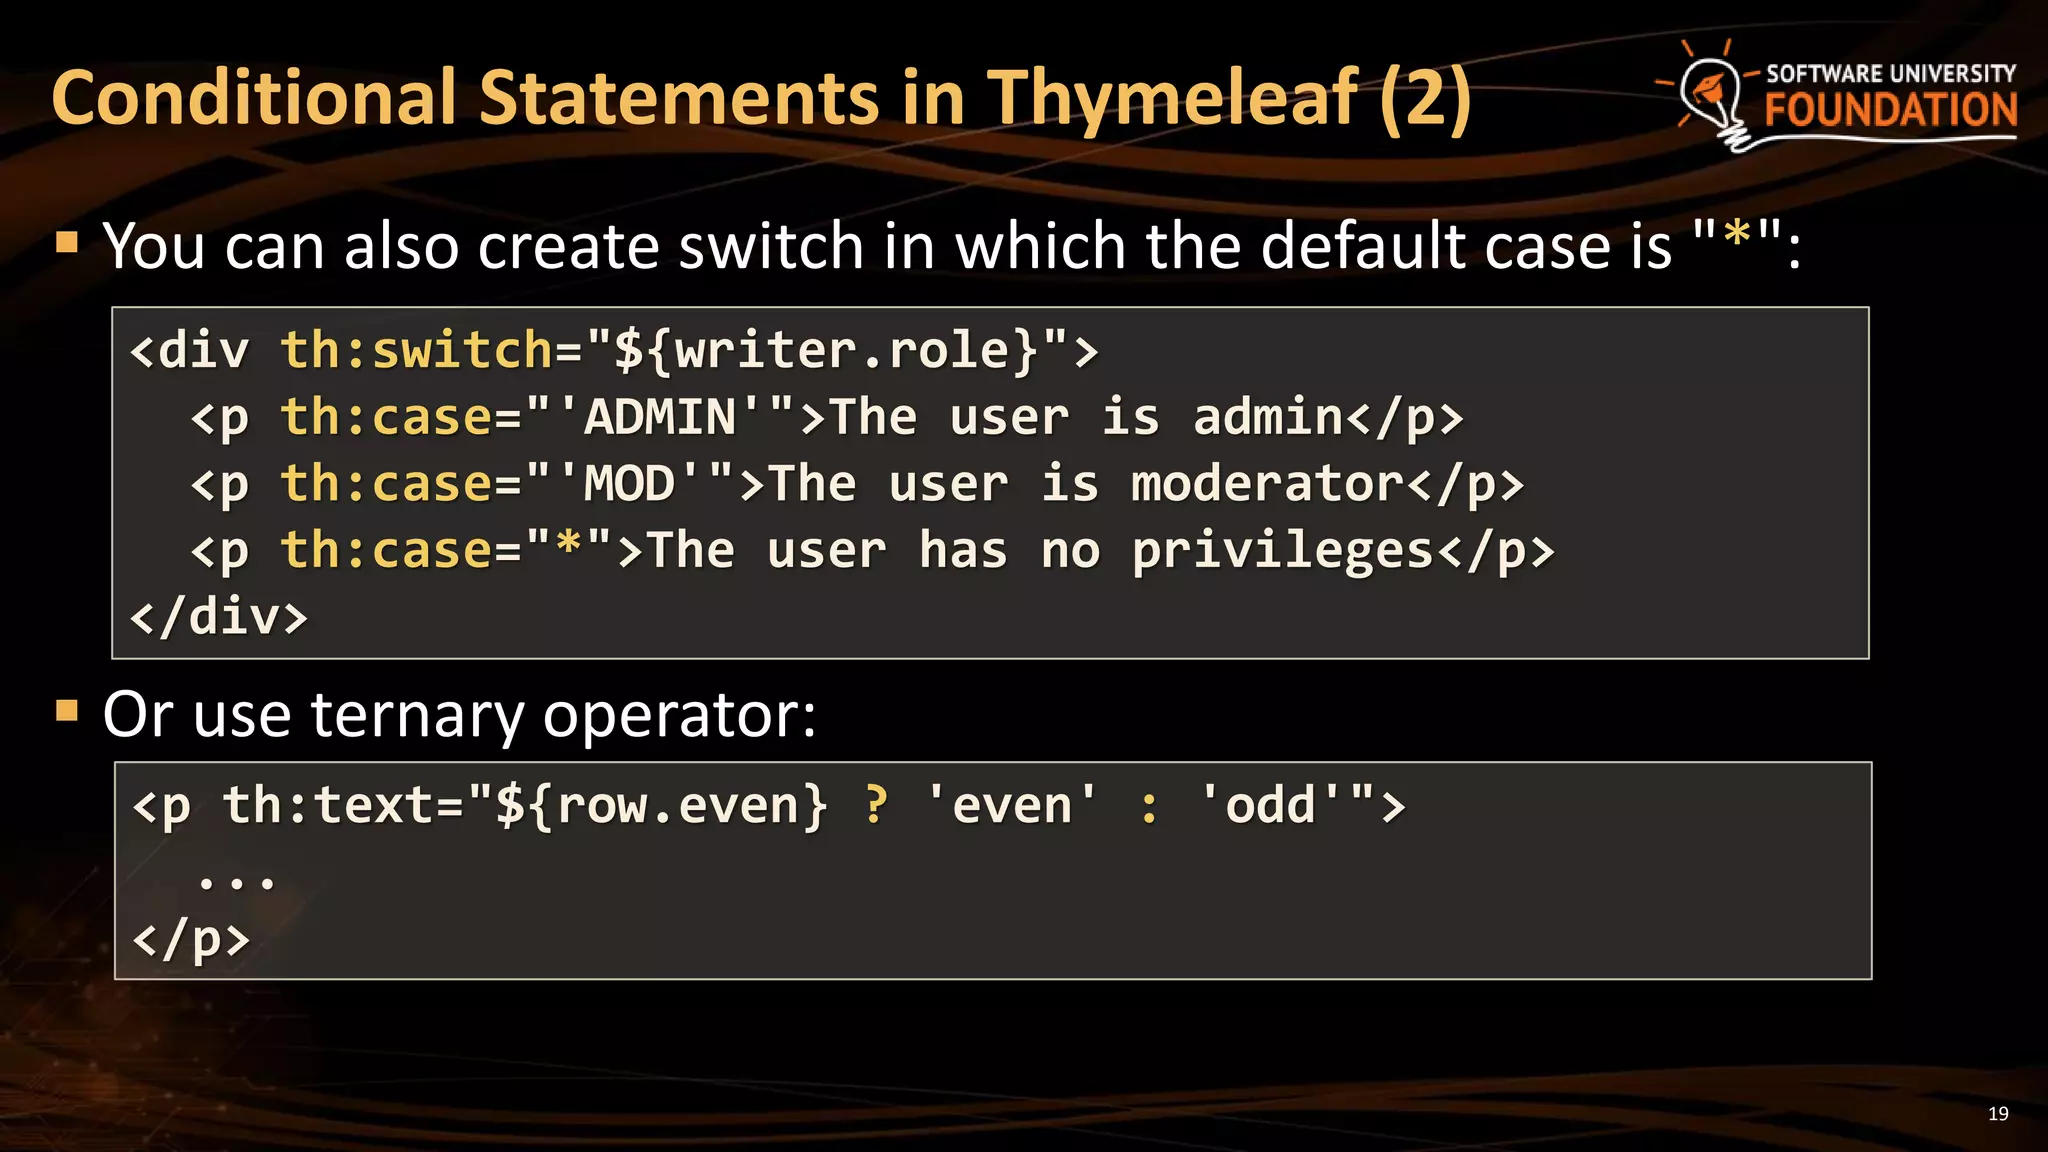 Conditional Statements in Thymeleaf (2)
SOFTWARE UNIVERSITY
FOUNDATION
▪ You can also create switch in which the default case is "*":
<div th:switch="${writer.role}">
  <p th:case="'ADMIN'">The user is admin</p>
  <p th:case="'MOD'">The user is moderator</p>
  <p th:case="*">The user has no privileges</p>
</div>
▪ Or use ternary operator:
<p th:text="${row.even} ? 'even' : 'odd'">
  ...
</p>
19